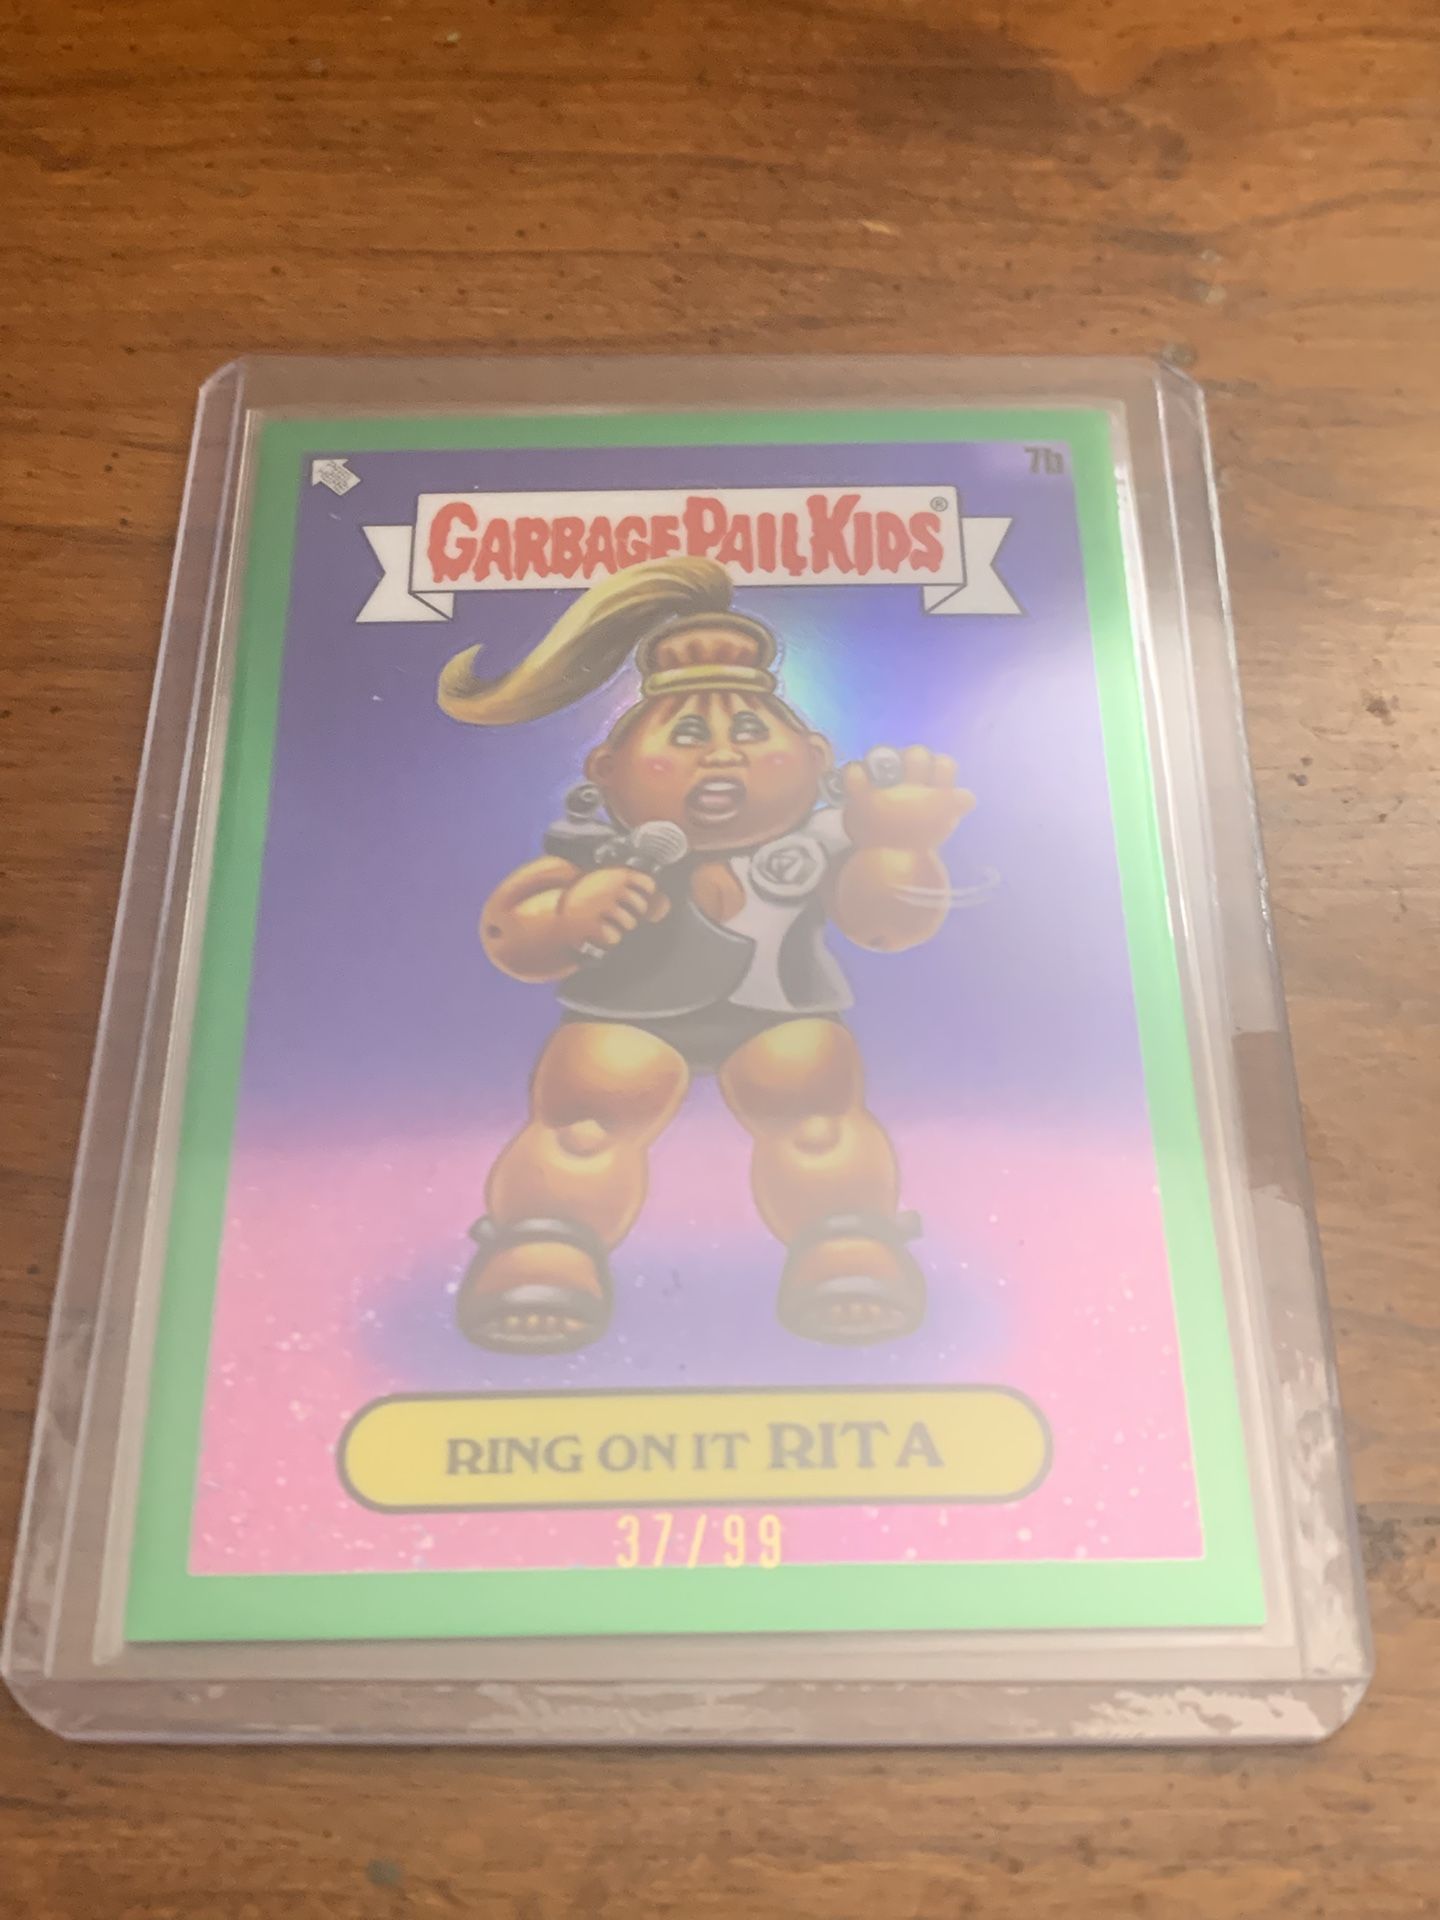 7b
GARBAGE PAIL KIDS®
RING ON IT RITA
37/99